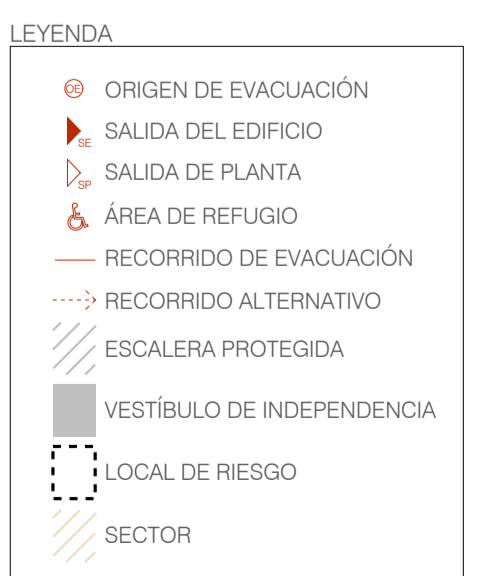 LEYENDA
OE ORIGEN DE EVACUACIÓN
SE SALIDA DEL EDIFICIO
SP SALIDA DE PLANTA
ÁREA DE REFUGIO
RECORRIDO DE EVACUACIÓN
RECORRIDO ALTERNATIVO
ESCALERA PROTEGIDA
VESTÍBULO DE INDEPENDENCIA
LOCAL DE RIESGO
SECTOR